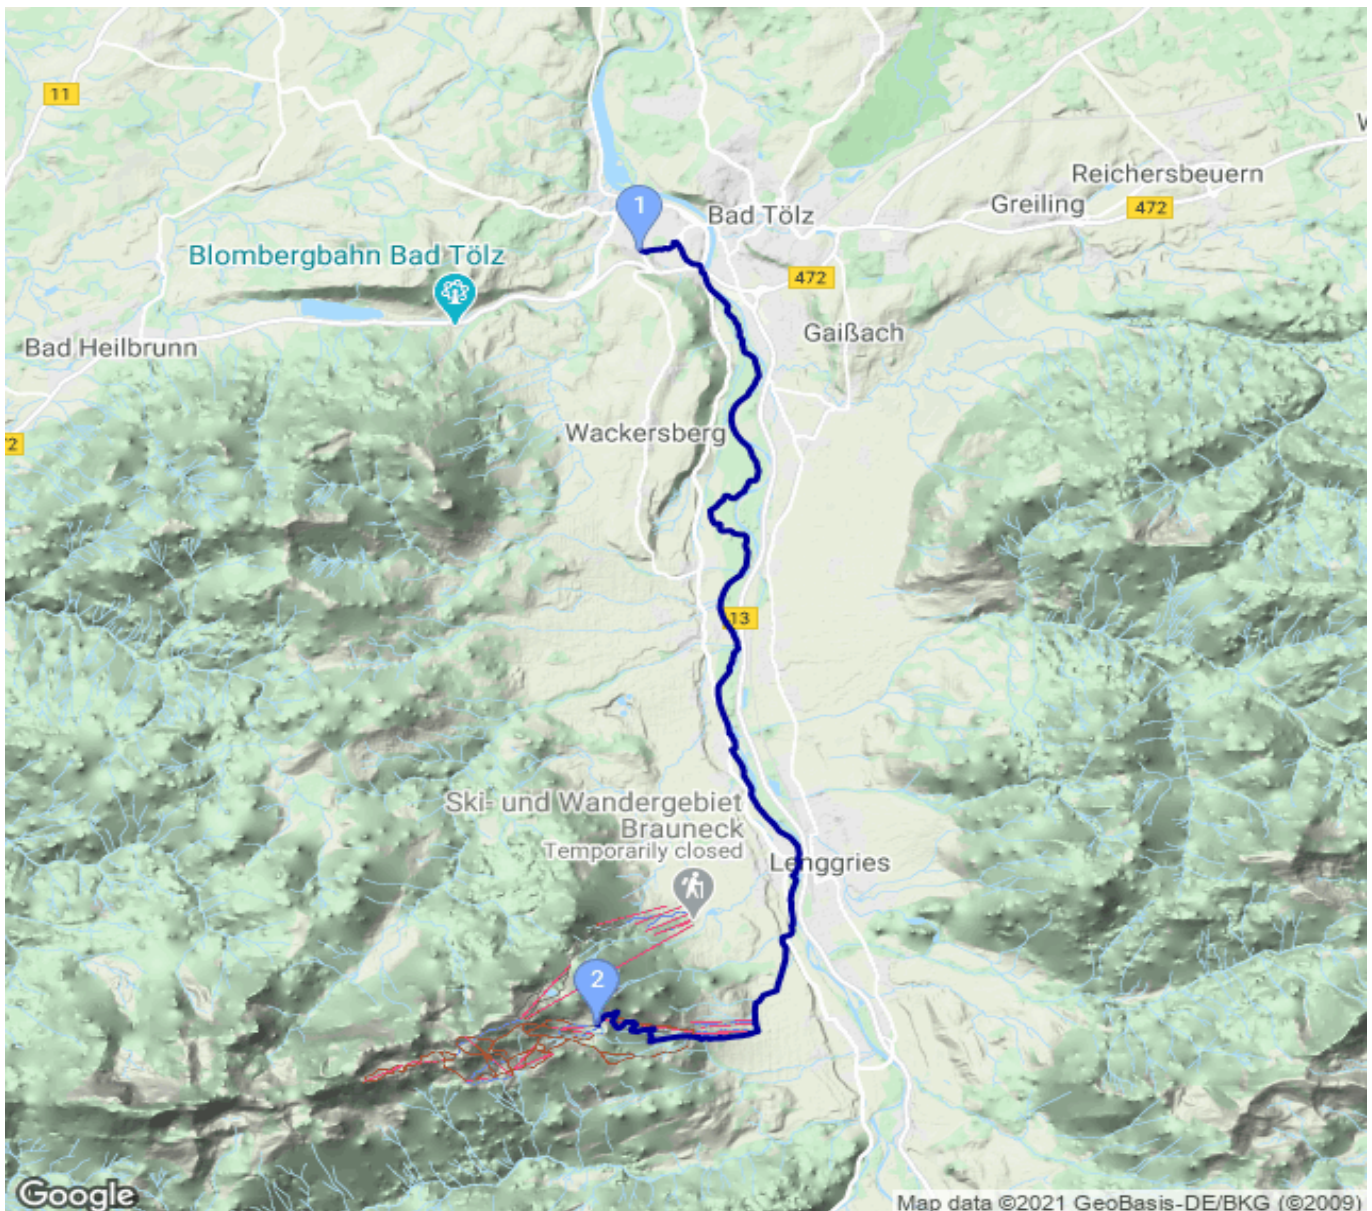 11
Reichersbeuern
W
1
Bad Tölz
Greiling
472
Blombergbahn Bad Tölz
472
Bad Heilbrunn
Gaißach
Wackersberg
72
13
Ski- und Wandergebiet
Brauneck
Temporarily closed
Lenggries
2
Google
Map data ©2021 GeoBasis-DE/BKG (©2009)